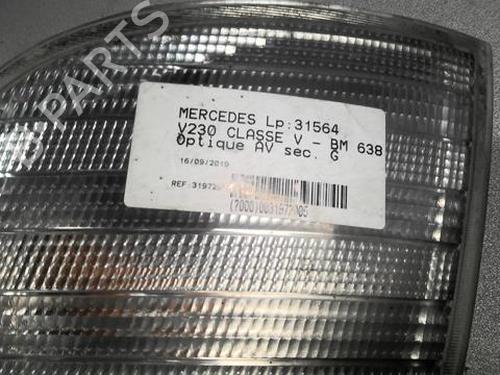 PARTS
MERCEDES Lp:31564
V230 CLASSE V - BM 638
Optique AV sec. G
16/09/2019
REF: